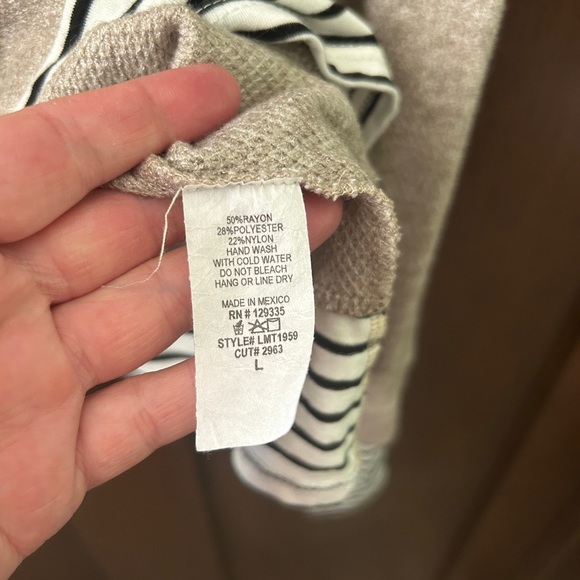 50%RAYON
28%POLYESTER
22%NYLON
HAND WASH
WITH COLD WATER
DO NOT BLEACH
HANG OR LINE DRY
MADE IN MEXICO
RN # 129335
STYLE# LMT1959
CUT# 2963
L